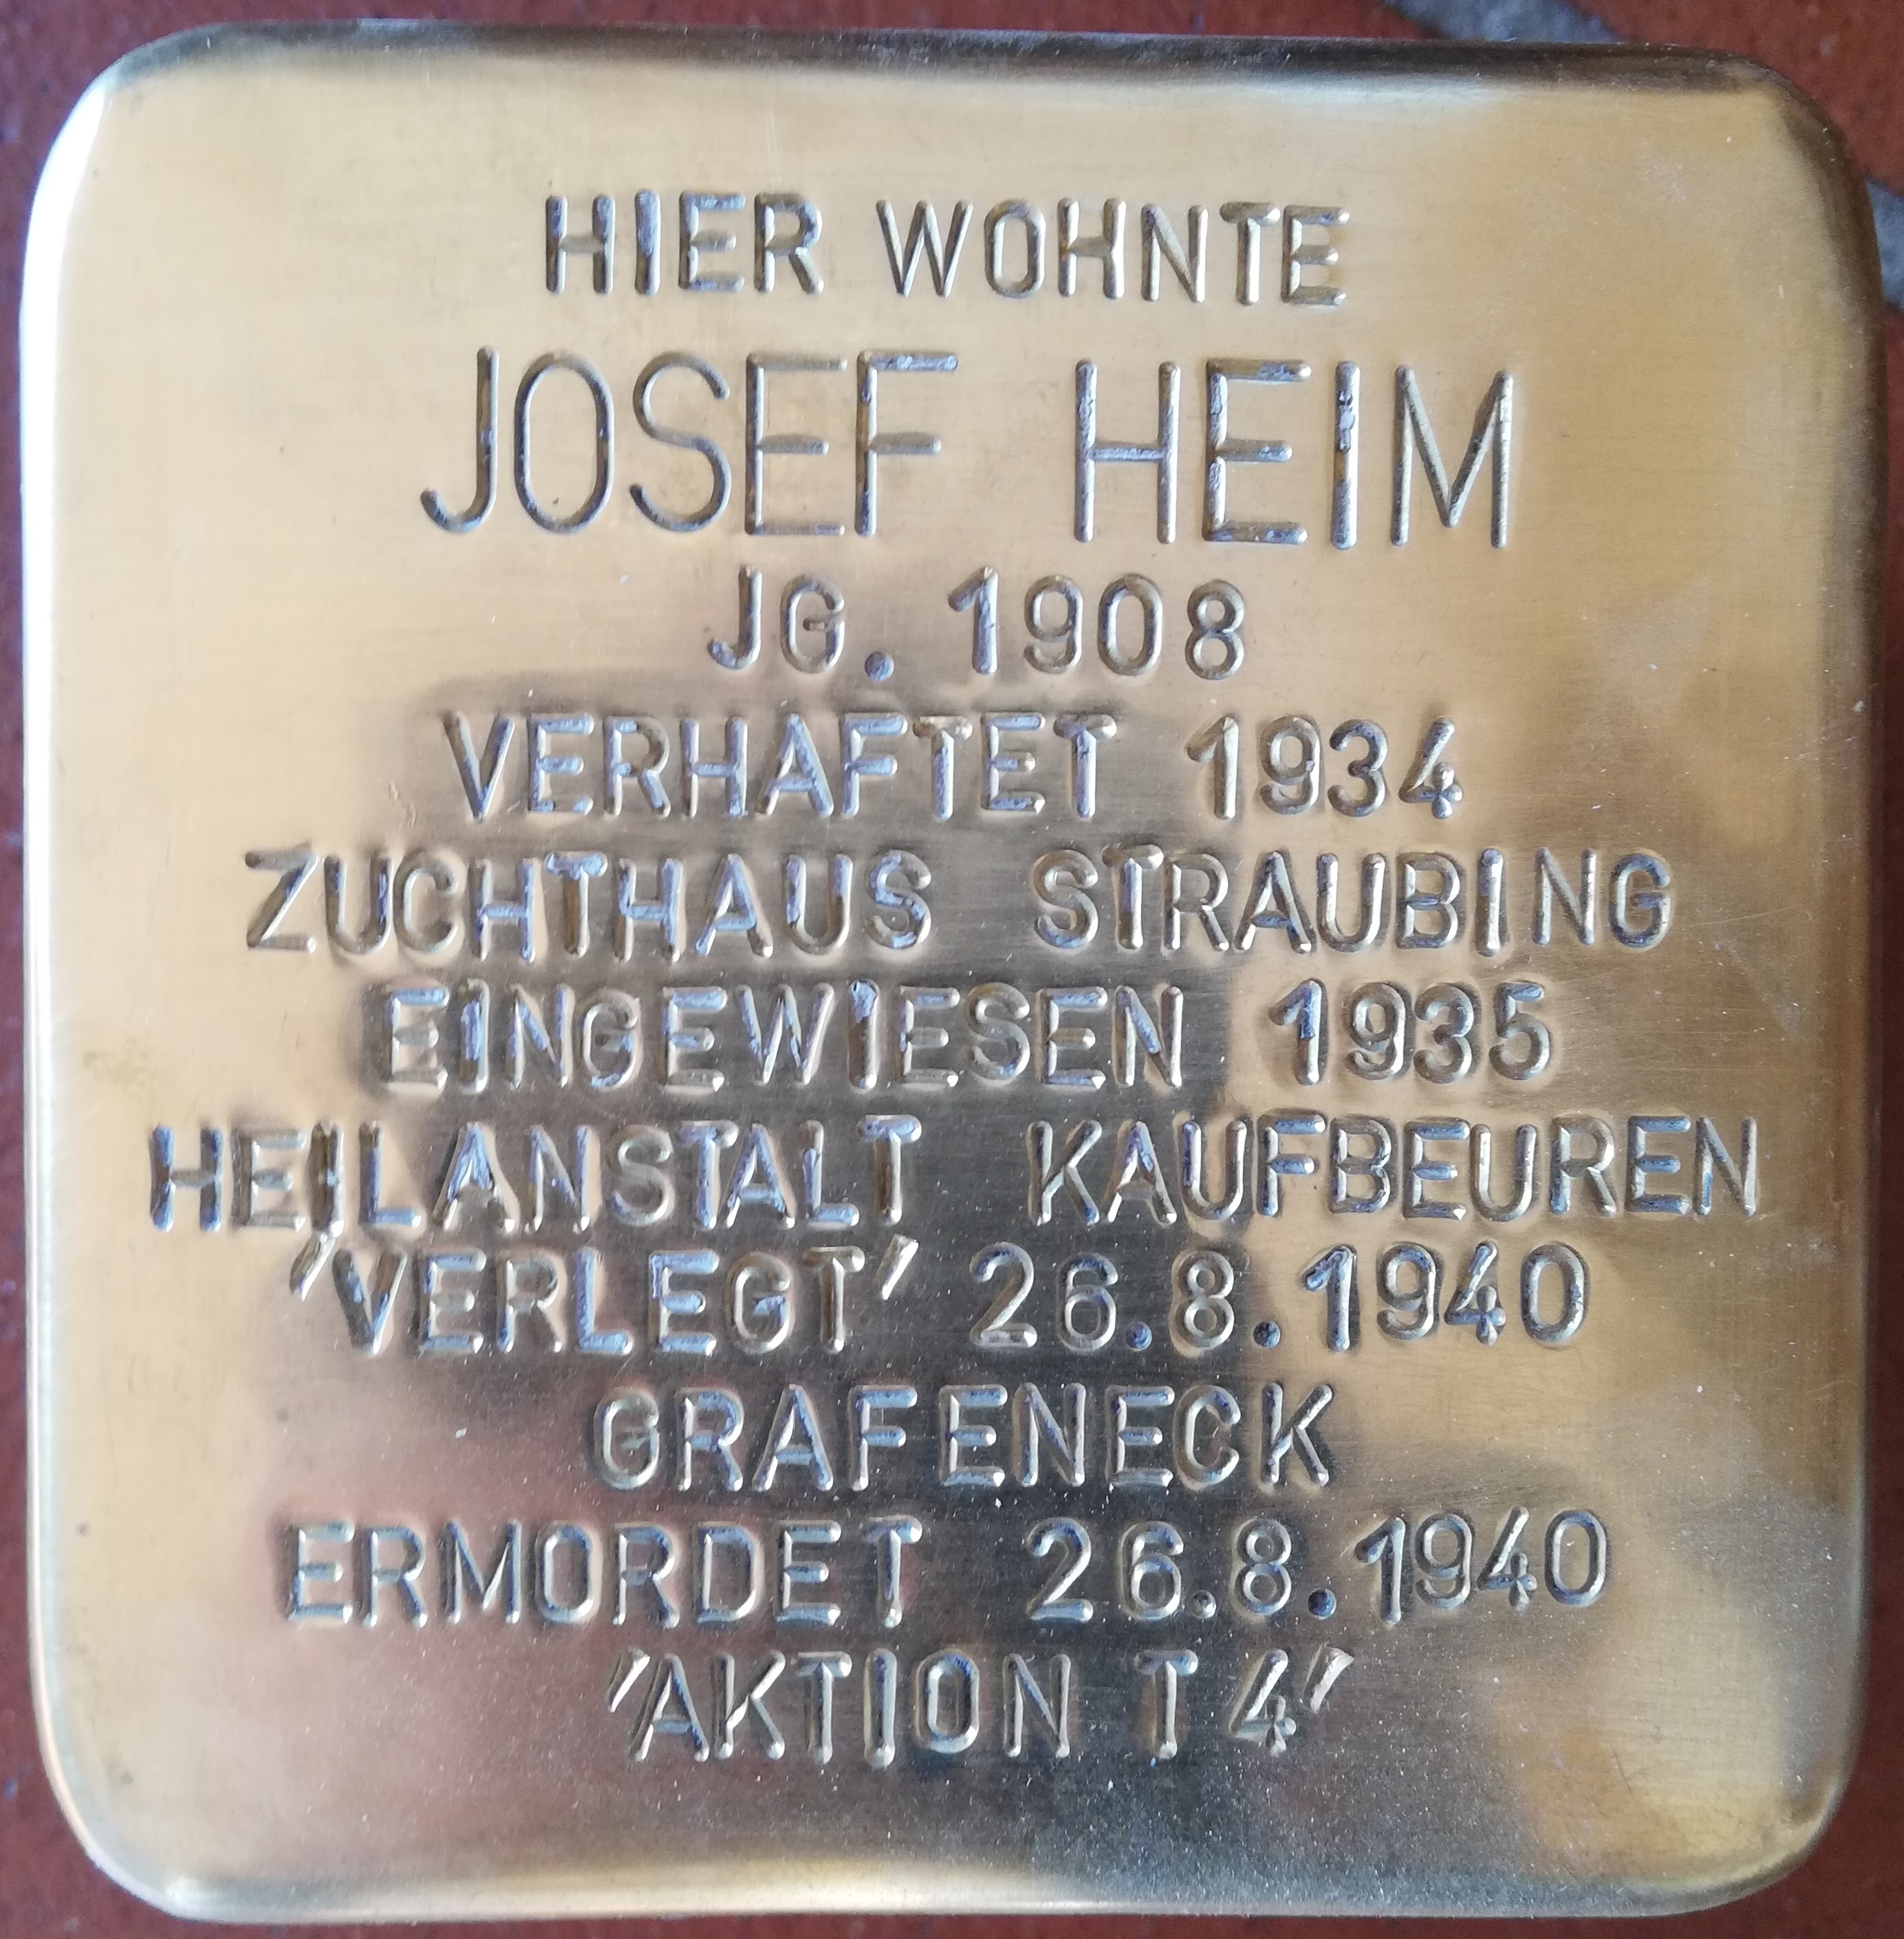 HIER WOHNTE
JOSEF HEIM
JG. 1908
VERHAFTET 1934
ZUCHTHAUS STRAUBING
EINGEWIESEN 1935
HEILANSTALT KAUFBEUREN
'VERLEGT' 26.8.1940
GRAFENECK
ERMORDET 26.8.1940
'AKTION T4'